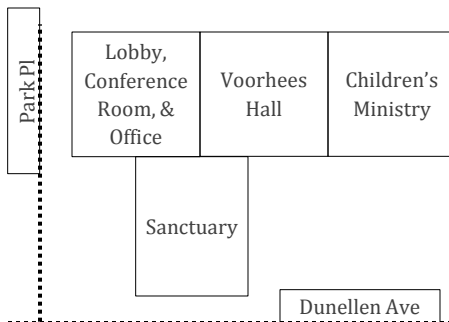 Park Pl
Lobby,
Conference
Room, &
Office
Voorhees
Hall
Children’s
Ministry
Sanctuary
Dunellen Ave